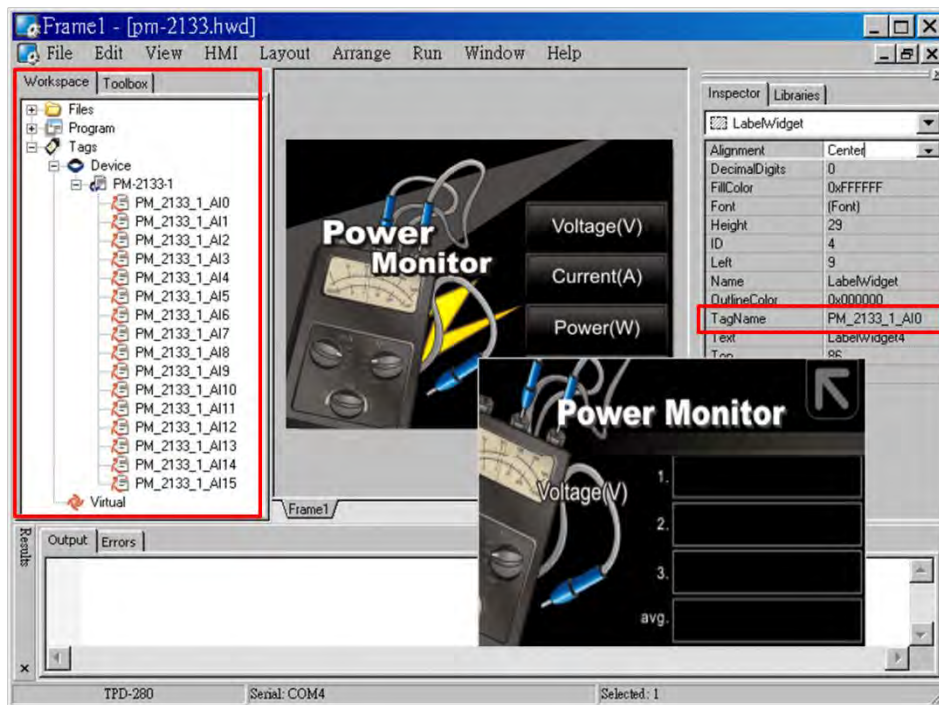 Frame1 - [pm-2133.hwd]
File Edit View HMI Layout Arrange Run Window Help
Workspace Toolbox
Files
Program
Tags
Device
PM-2133-1
PM_2133_1_AI0
PM_2133_1_AI1
PM_2133_1_AI2
PM_2133_1_AI3
PM_2133_1_AI4
PM_2133_1_AI5
PM_2133_1_AI6
PM_2133_1_AI7
PM_2133_1_AI8
PM_2133_1_AI9
PM_2133_1_AI10
PM_2133_1_AI11
PM_2133_1_AI12
PM_2133_1_AI13
PM_2133_1_AI14
PM_2133_1_AI15
Virtual
Power
Monitor
Voltage(V)
Current(A)
Power(W)
Frame1
Power Monitor
Voltage(V)
1.
2.
3.
avg.
Inspector Libraries
LabelWidget
Alignment Center
DecimalDigits 0
FillColor 0xFFFFFF
Font (Font)
Height 29
ID 4
Left 9
Name LabelWidget
OutlineColor 0x000000
TagName PM_2133_1_AI0
Text LabelWidget4
Top 86
Results
Output Errors
TPD-280 Serial: COM4 Selected: 1